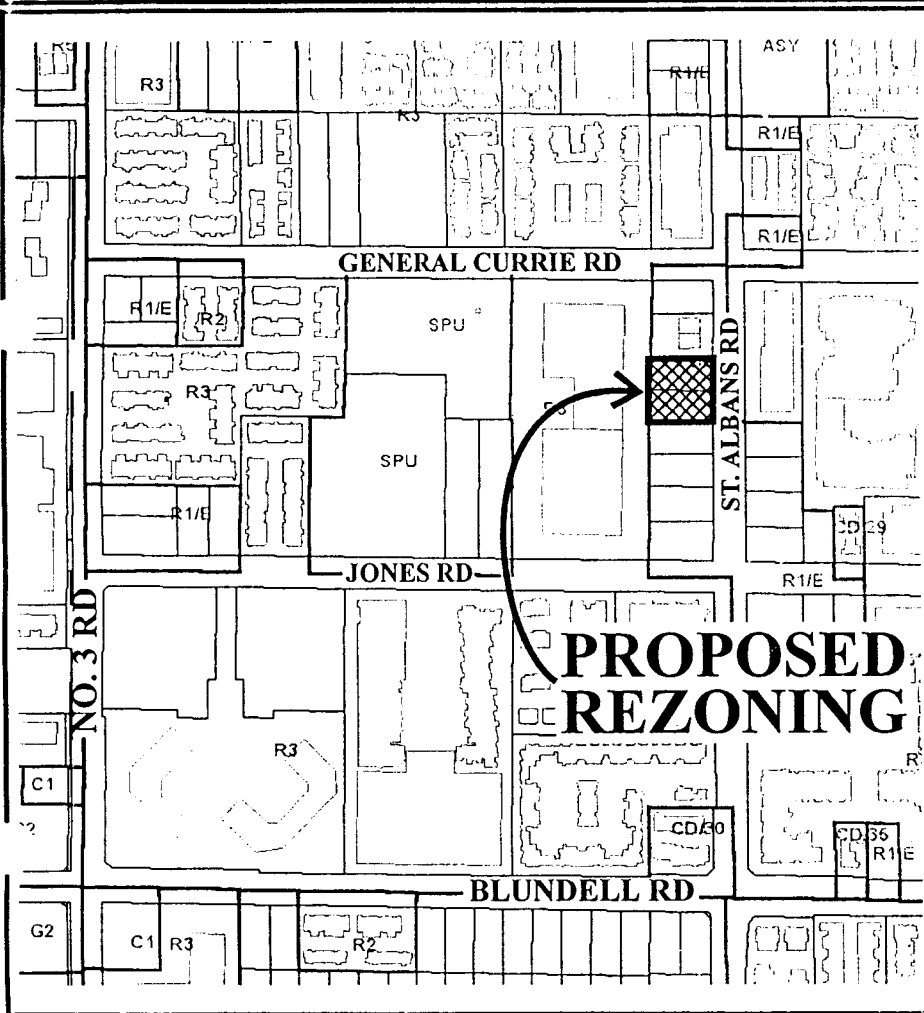 ASY
R3
R1/E
R3
R1/E
R1/E
GENERAL CURRIE RD
R1/E
R2
SPU
ST. ALBANS RD
R3
SPU
R1/E
CD/29
JONES RD
R1/E
NO. 3 RD
PROPOSED
REZONING
R3
C1
CD/30
CD/35
R1/E
BLUNDELL RD
G2
C1
R3
R2